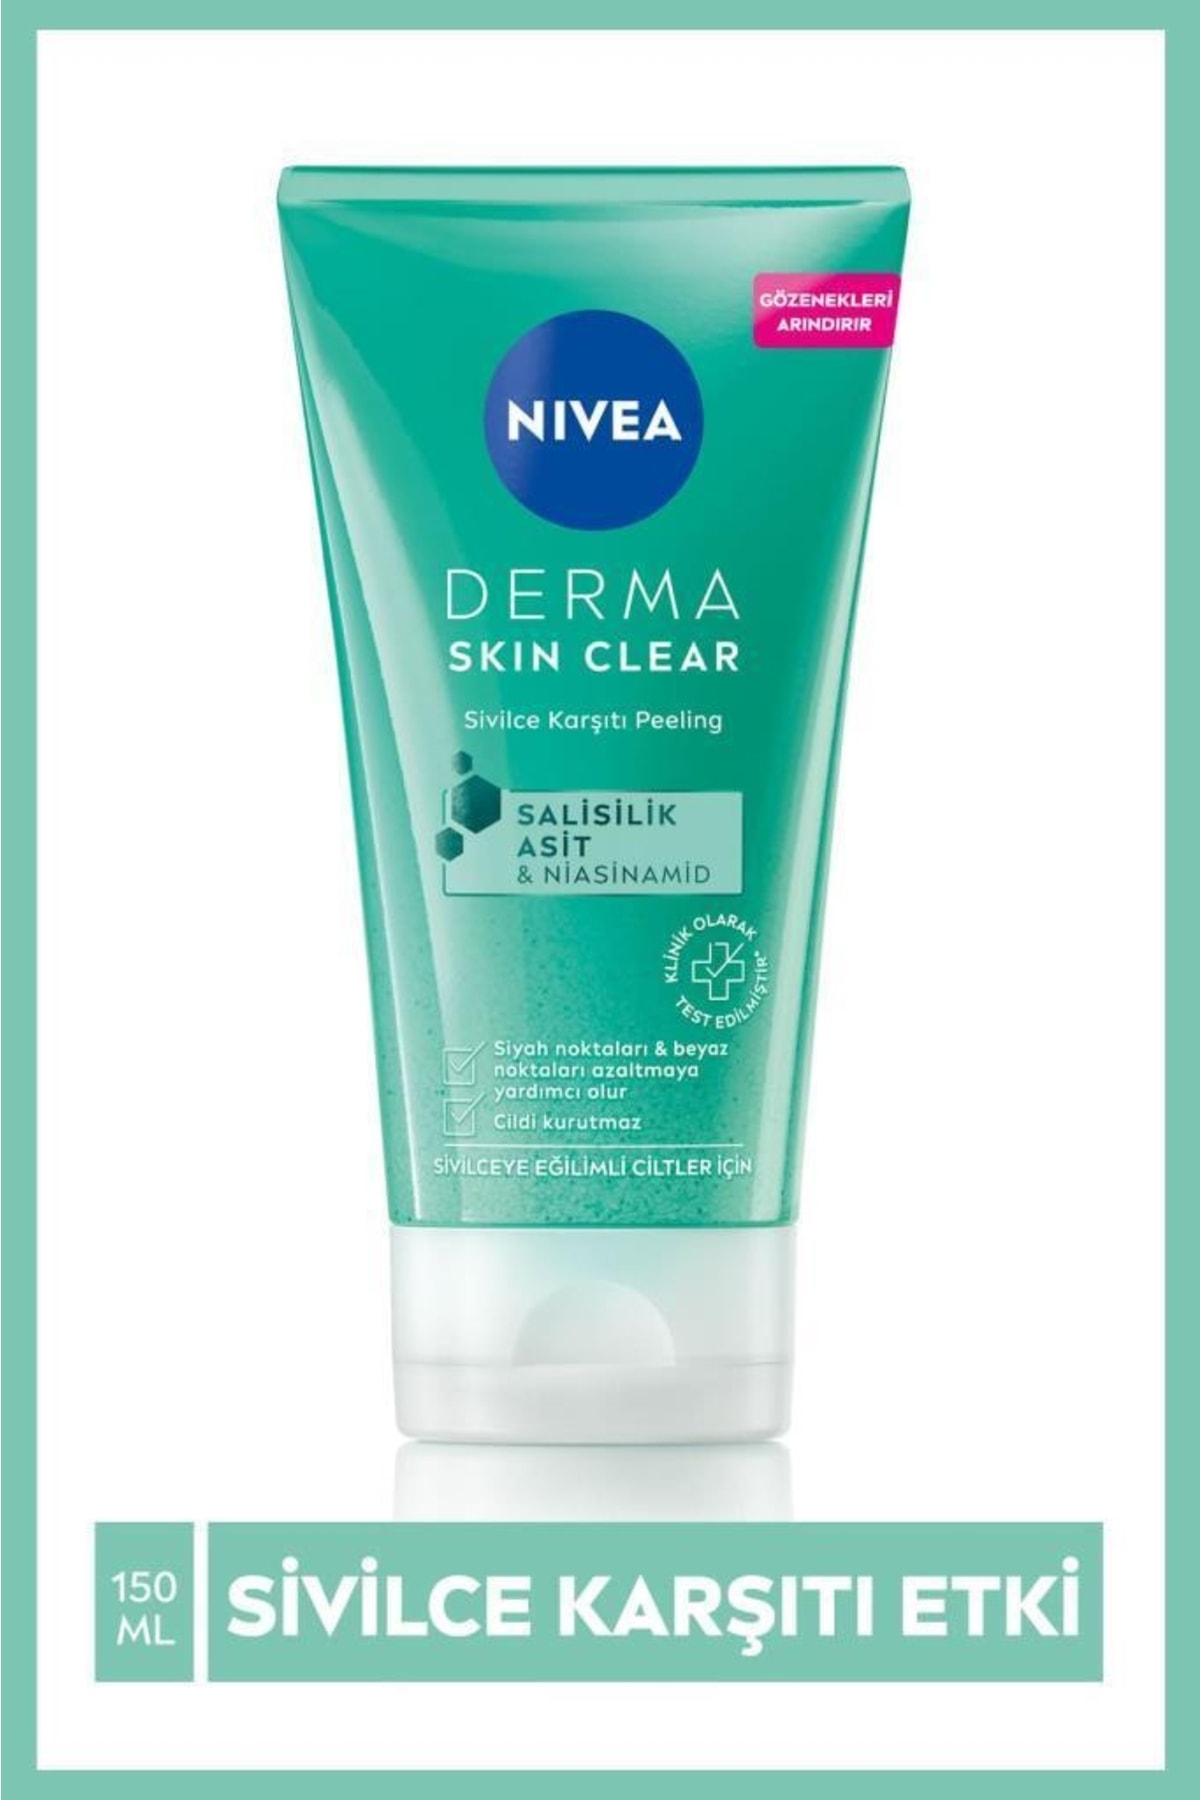 GÖZENEKLERİ
ARINDIRIR
NIVEA
DERMA
SKIN CLEAR
Sivilce Karşıtı Peeling
SALİSİLİK
ASİT
& NİASİNAMİD
KLİNİK OLARAK
TEST EDİLMİŞTİR*
Siyah noktaları & beyaz
noktaları azaltmaya
yardımcı olur
Cildi kurutmaz
SİVİLCEYE EĞİLİMLİ CİLTLER İÇİN
150
ML
SİVİLCE KARŞITI ETKİ